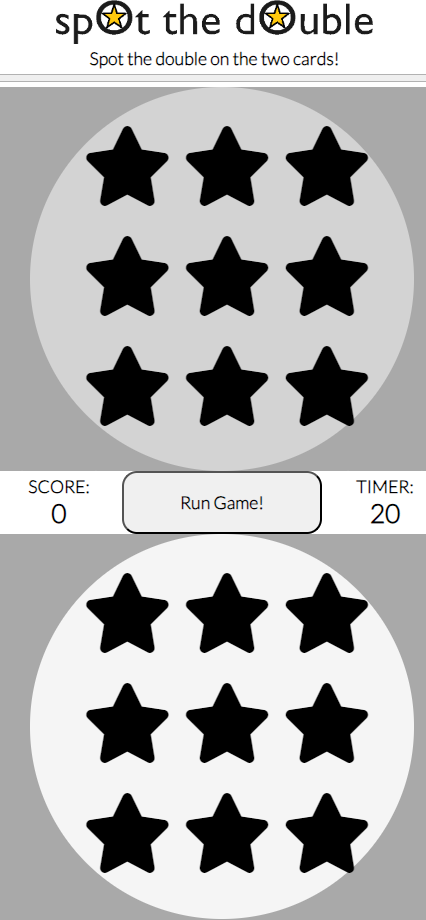 spot the double
Spot the double on the two cards!
SCORE:
0
Run Game!
TIMER:
20